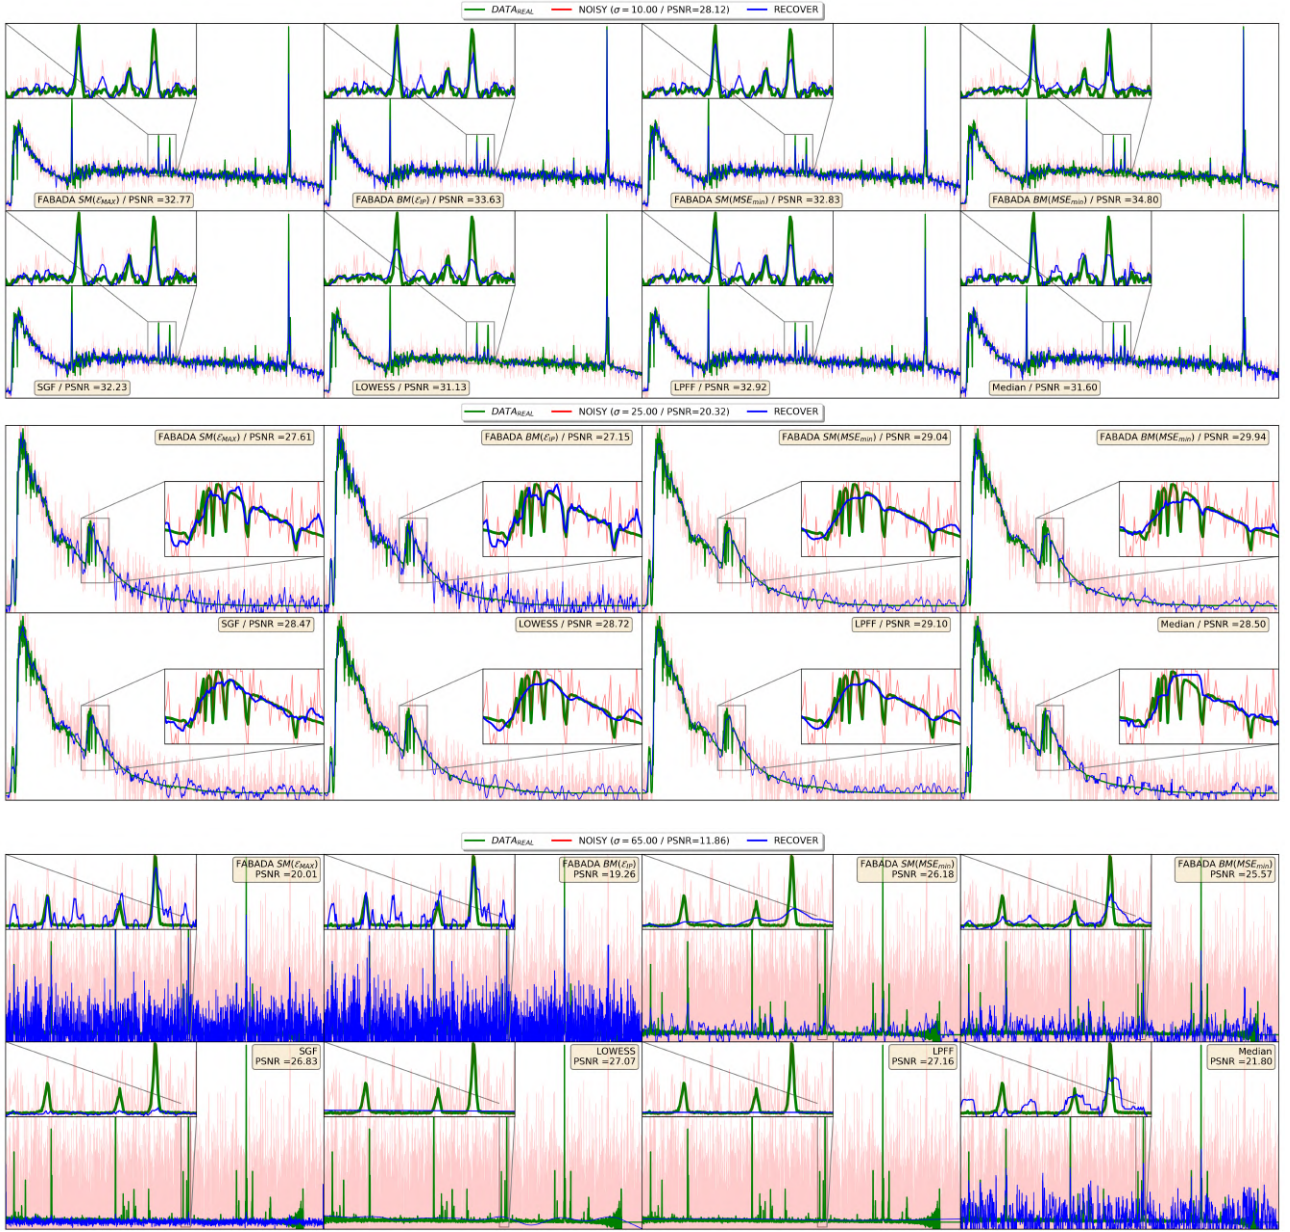 DATA_REAL NOISY (σ = 10.00 / PSNR=28.12) RECOVER
FABADA SM(ℰ_MAX) / PSNR =32.77
FABADA BM(ℰ_IP) / PSNR =33.63
FABADA SM(MSE_min) / PSNR =32.83
FABADA BM(MSE_min) / PSNR =34.80
SGF / PSNR =32.23
LOWESS / PSNR =31.13
LPFF / PSNR =32.92
Median / PSNR =31.60
DATA_REAL NOISY (σ = 25.00 / PSNR=20.32) RECOVER
FABADA SM(ℰ_MAX) / PSNR =27.61
FABADA BM(ℰ_IP) / PSNR =27.15
FABADA SM(MSE_min) / PSNR =29.04
FABADA BM(MSE_min) / PSNR =29.94
SGF / PSNR =28.47
LOWESS / PSNR =28.72
LPFF / PSNR =29.10
Median / PSNR =28.50
DATA_REAL NOISY (σ = 65.00 / PSNR=11.86) RECOVER
FABADA SM(ℰ_MAX)
PSNR =20.01
FABADA BM(ℰ_IP)
PSNR =19.26
FABADA SM(MSE_min)
PSNR =26.18
FABADA BM(MSE_min)
PSNR =25.57
SGF
PSNR =26.83
LOWESS
PSNR =27.07
LPFF
PSNR =27.16
Median
PSNR =21.80